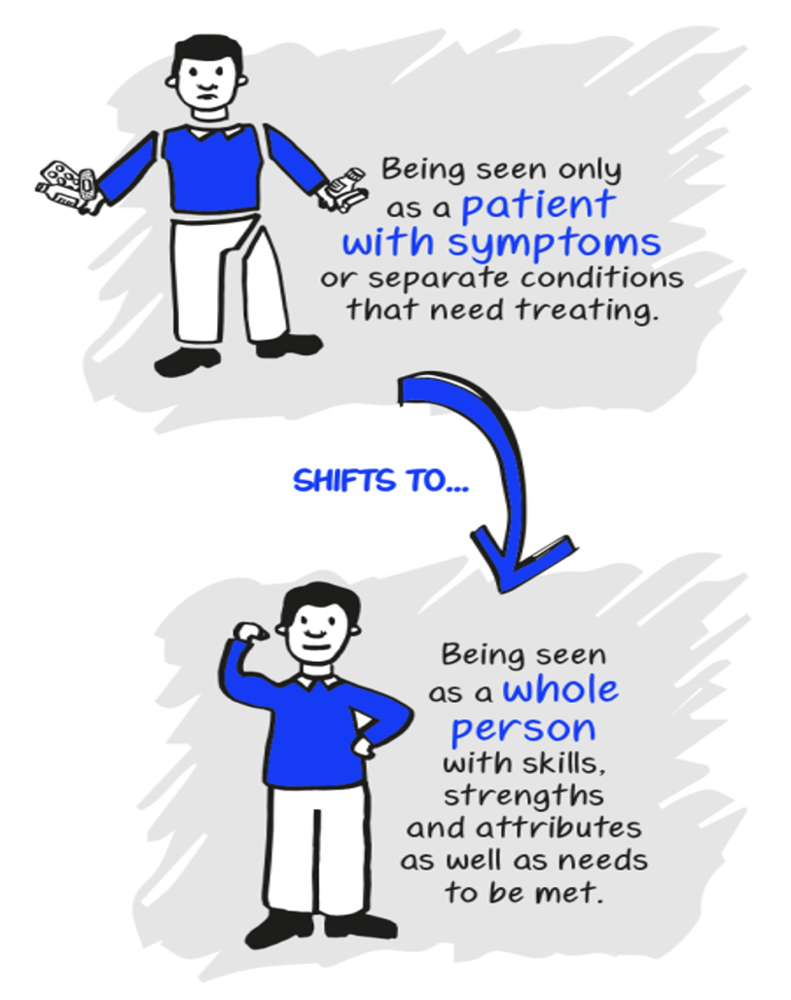 Being seen only
as a patient
with symptoms
or separate conditions
that need treating.
SHIFTS TO...
Being seen
as a whole
person
with skills,
strengths
and attributes
as well as needs
to be met.